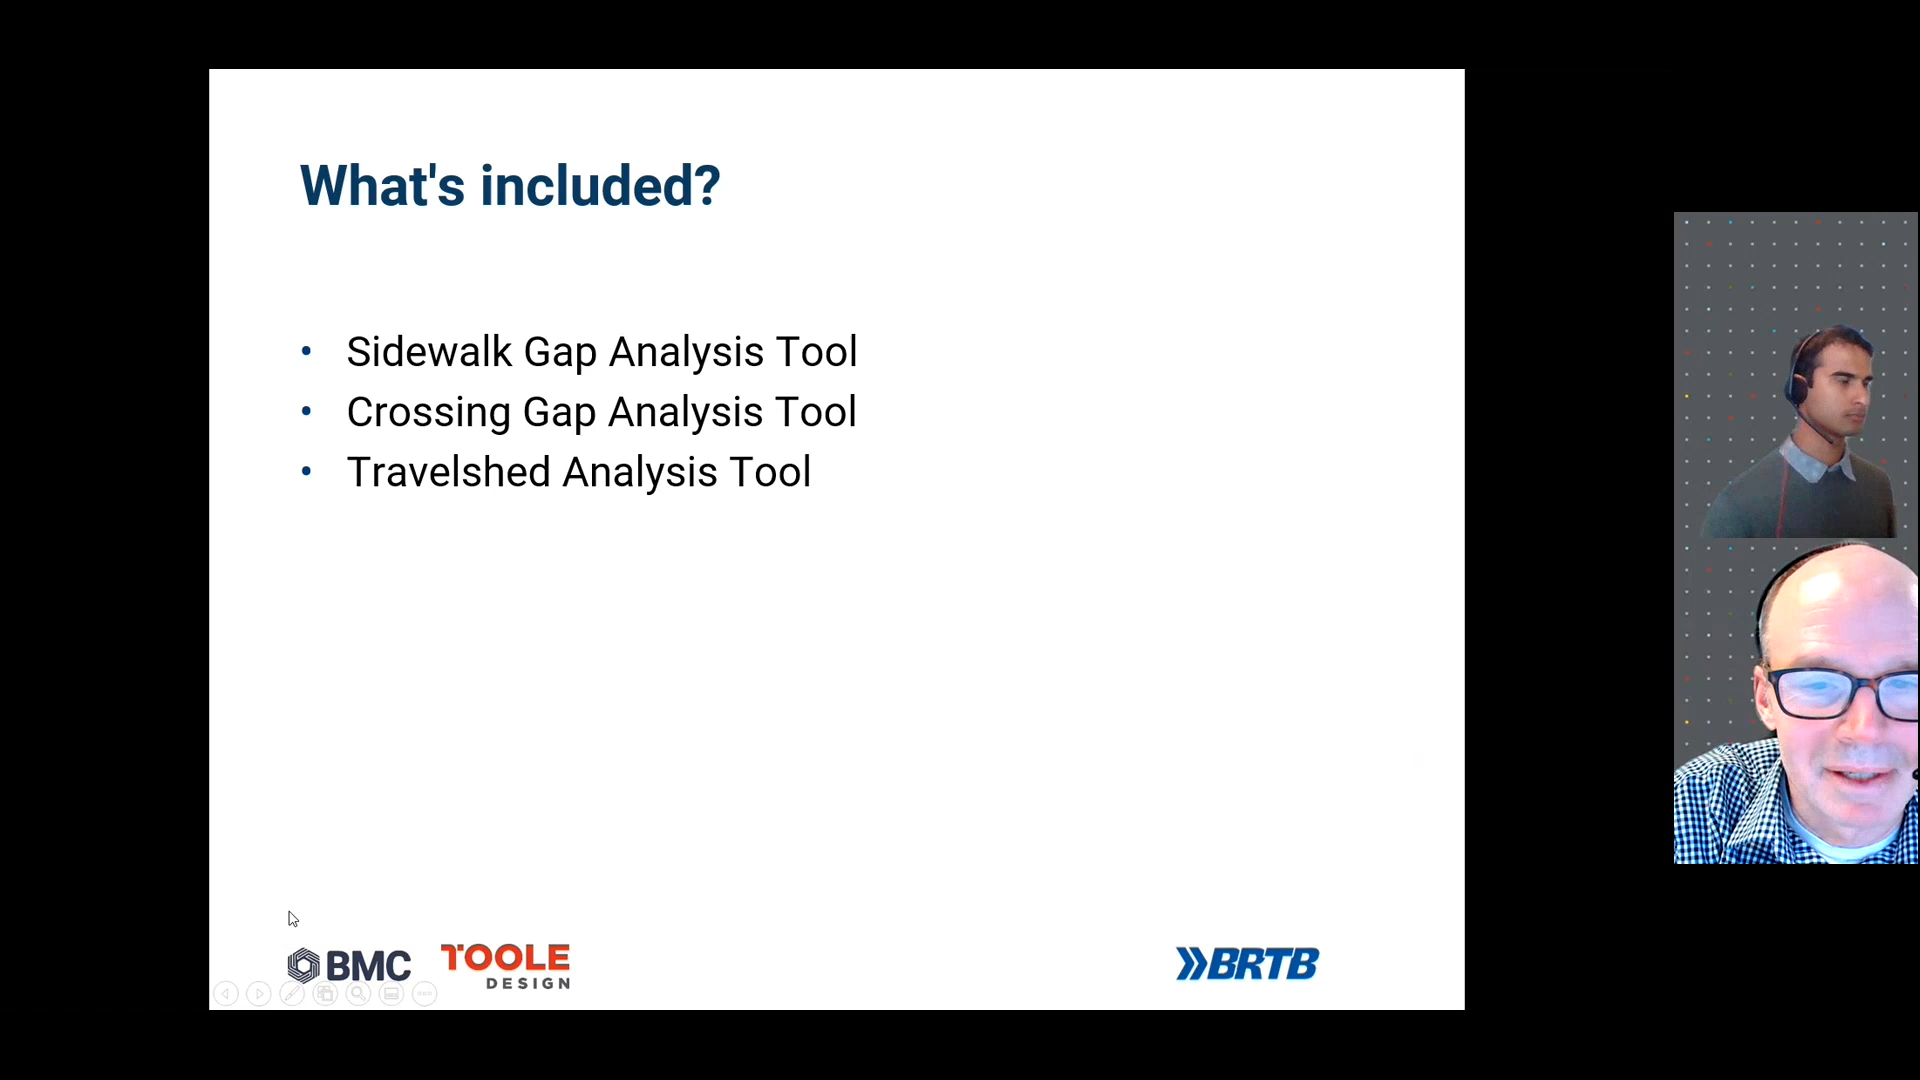 What's included?
• Sidewalk Gap Analysis Tool
• Crossing Gap Analysis Tool
• Travelshed Analysis Tool
BMC
TOOLE
DESIGN
BRTB